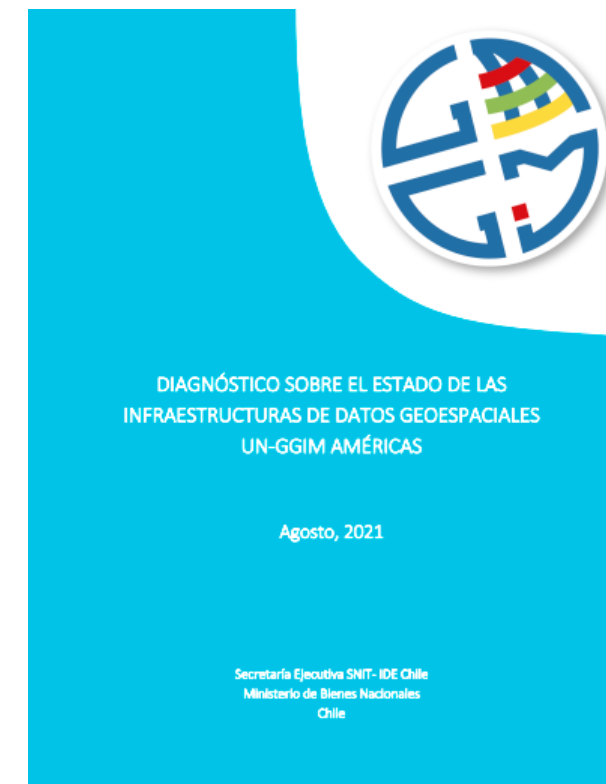 DIAGNÓSTICO SOBRE EL ESTADO DE LAS
INFRAESTRUCTURAS DE DATOS GEOESPACIALES
UN-GGIM AMÉRICAS
Agosto, 2021
Secretaría Ejecutiva SNIT- IDE Chile
Ministerio de Bienes Nacionales
Chile